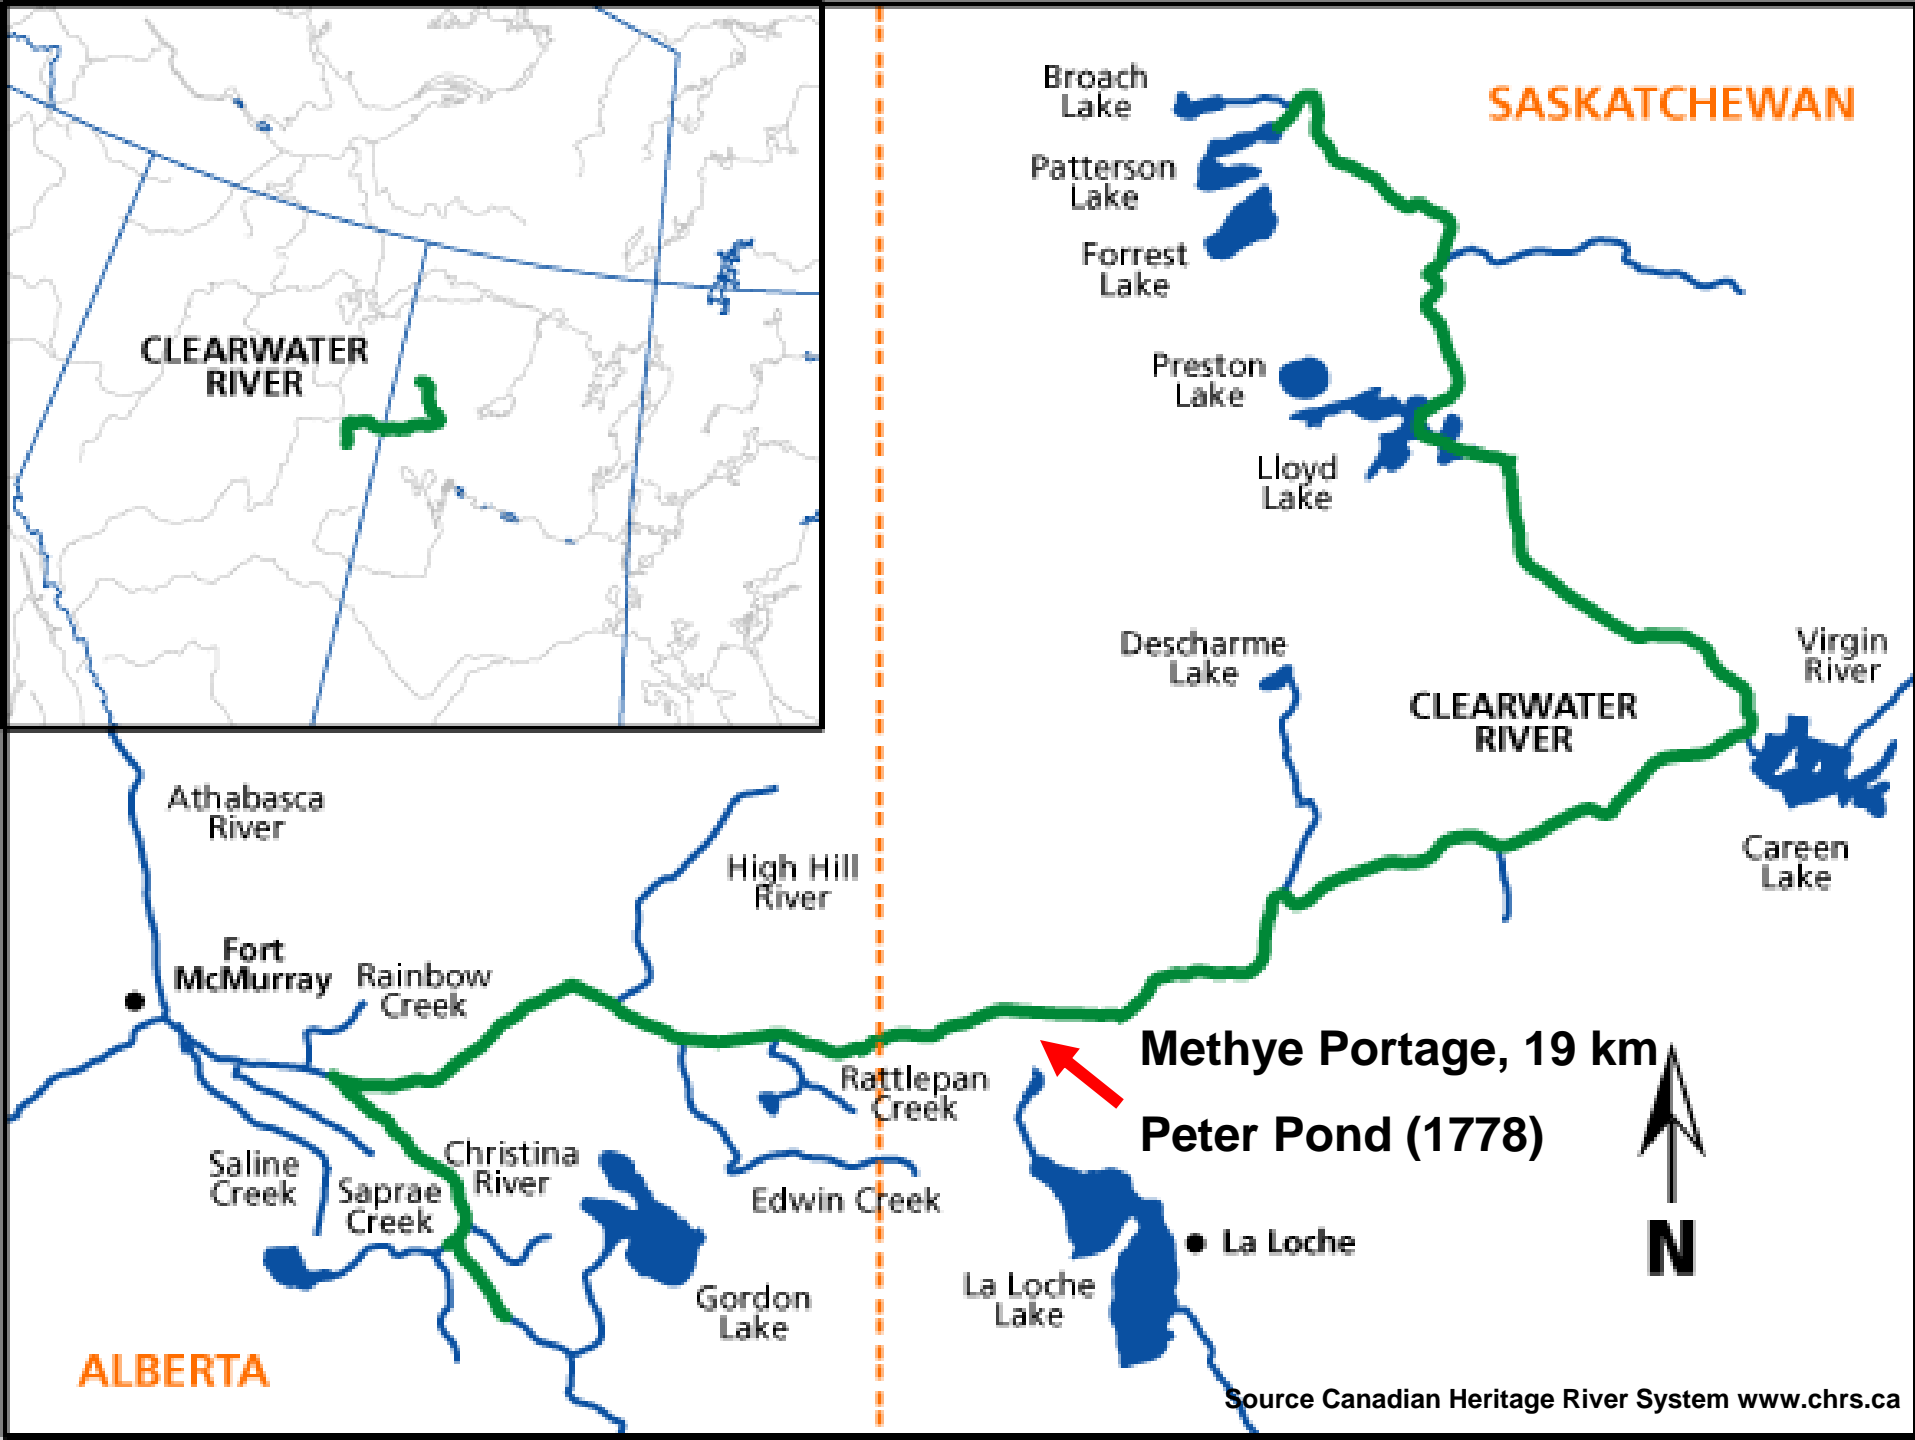 Broach
Lake
SASKATCHEWAN
Patterson
Lake
Forrest
Lake
CLEARWATER
RIVER
Preston
Lake
Lloyd
Lake
Descharme
Lake
Virgin
River
CLEARWATER
RIVER
Athabasca
River
High Hill
River
Careen
Lake
Fort
McMurray
Rainbow
Creek
Methye Portage, 19 km
Rattlepan
Creek
Peter Pond (1778)
Saline
Creek
Saprae
Creek
Christina
River
Edwin Creek
N
La Loche
La Loche
Lake
Gordon
Lake
ALBERTA
Source Canadian Heritage River System www.chrs.ca